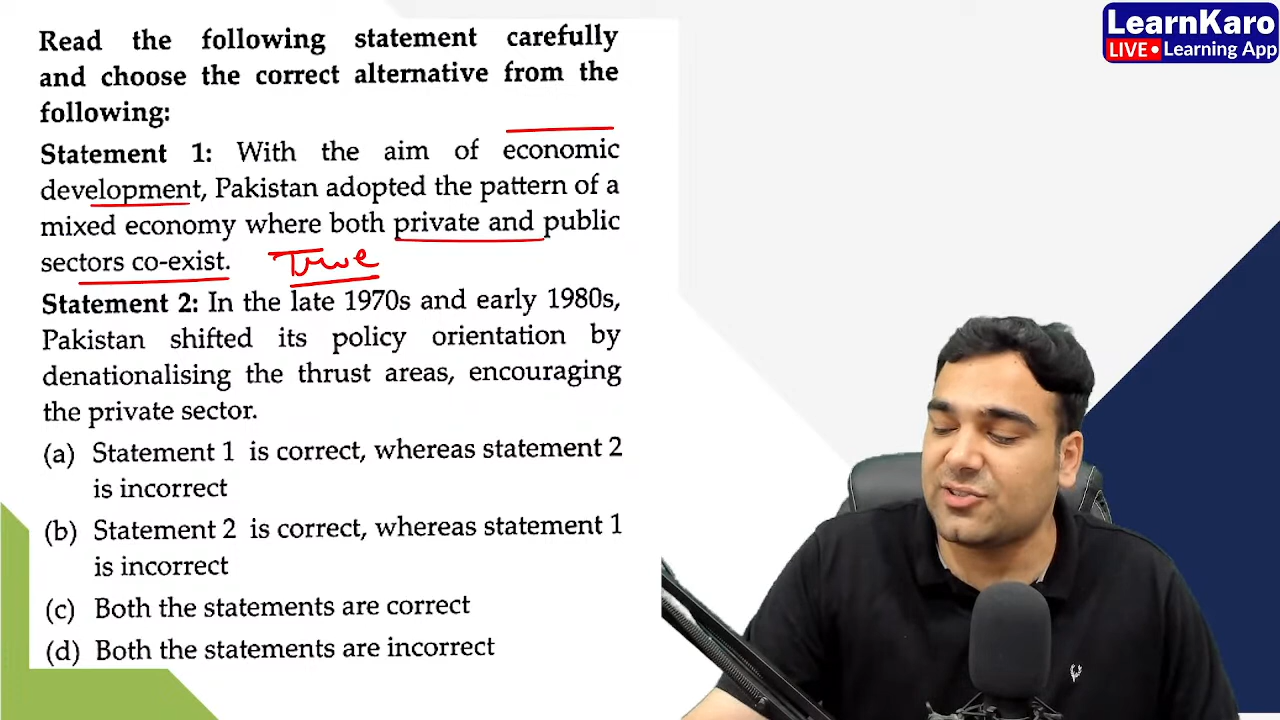 LearnKaro
LIVE • Learning App
Read the following statement carefully
and choose the correct alternative from the
following:
Statement 1: With the aim of economic
development, Pakistan adopted the pattern of a
mixed economy where both private and public
sectors co-exist. True
Statement 2: In the late 1970s and early 1980s,
Pakistan shifted its policy orientation by
denationalising the thrust areas, encouraging
the private sector.
(a) Statement 1 is correct, whereas statement 2
is incorrect
(b) Statement 2 is correct, whereas statement 1
is incorrect
(c) Both the statements are correct
(d) Both the statements are incorrect